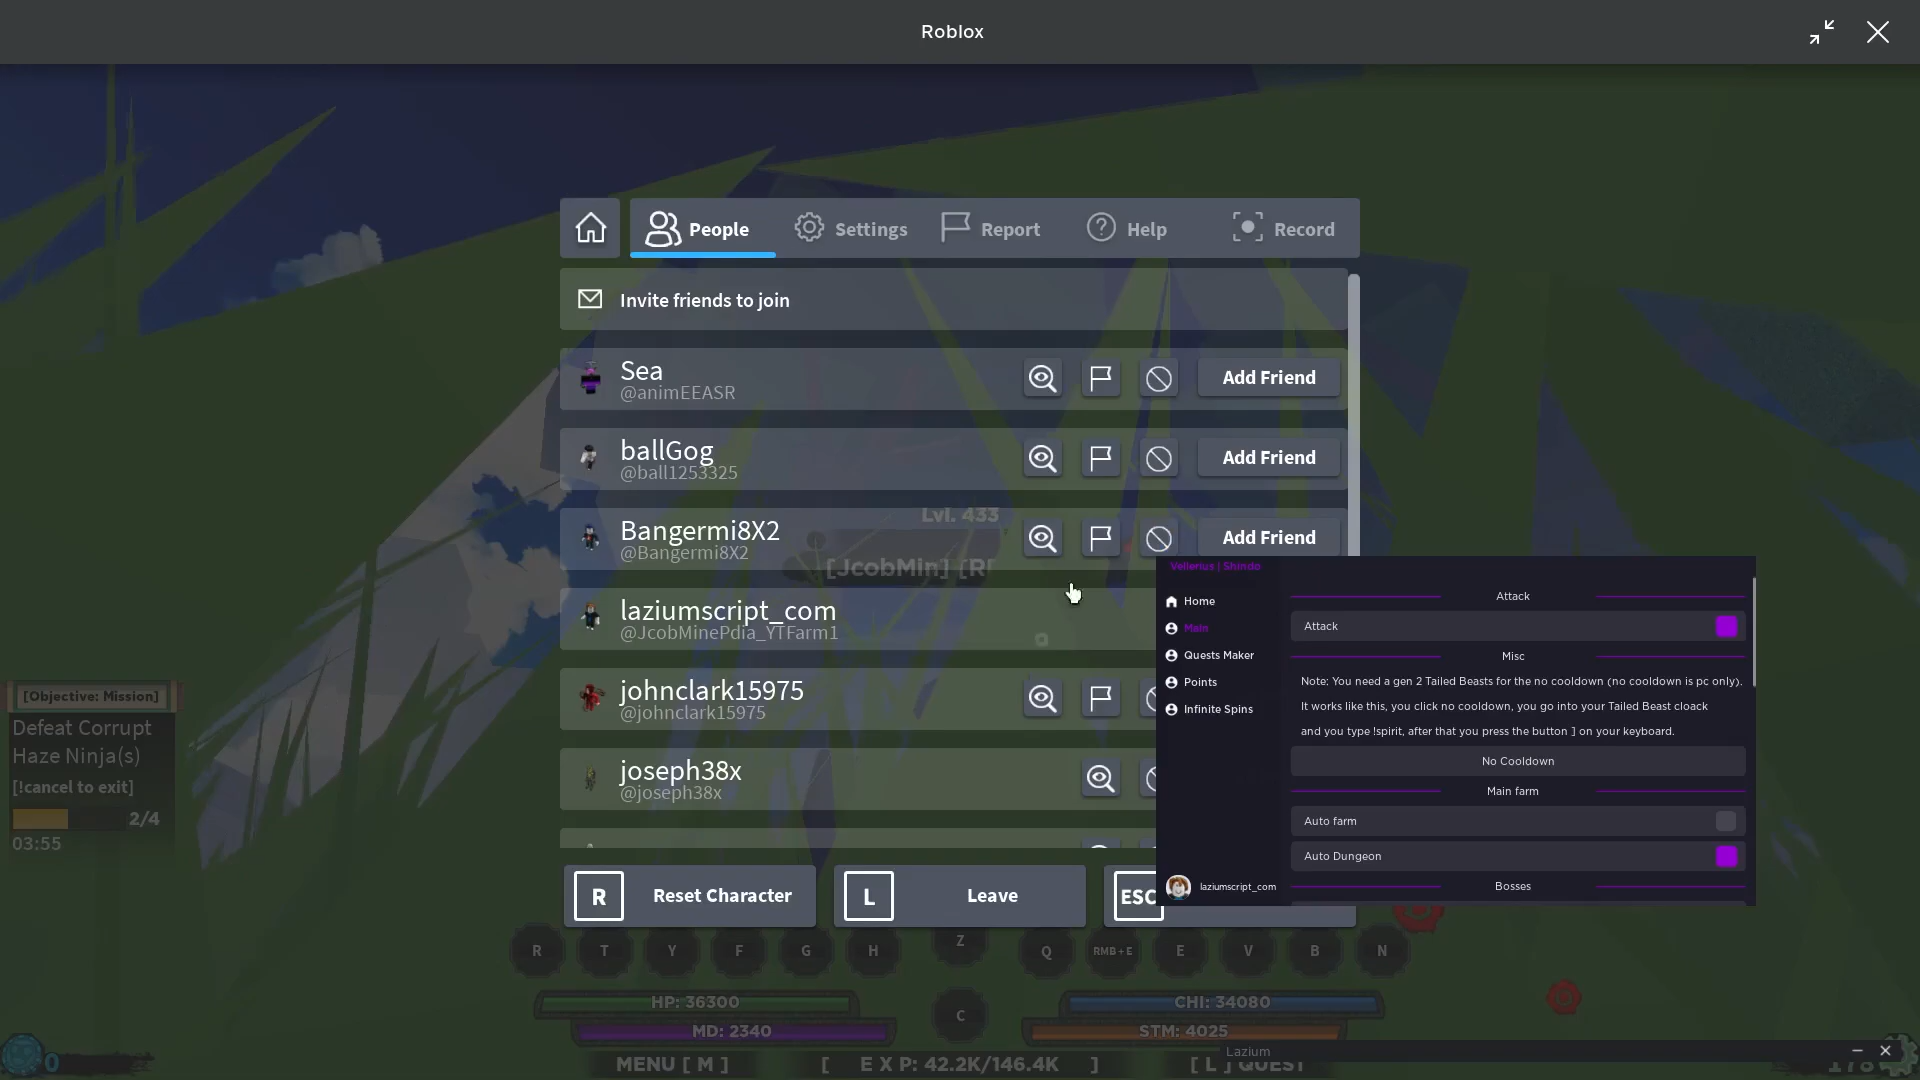 Roblox
People
Settings
Report
Help
Record
Invite friends to join
Sea
@animEEASR
Add Friend
ballGog
@ball1253325
Add Friend
Lvl. 433
Bangermi8X2
@Bangermi8X2
Add Friend
[JcobMin] [R
laziumscript_com
@JcobMinePdia_YTFarm1
johnclark15975
@johnclark15975
joseph38x
@joseph38x
[Objective: Mission]
Defeat Corrupt
Haze Ninja(s)
[!cancel to exit]
2/4
03:55
Vellerius | Shindo
Home
Main
Quests Maker
Points
Infinite Spins
laziumscript_com
Attack
Attack
Misc
Note: You need a gen 2 Tailed Beasts for the no cooldown (no cooldown is pc only).
It works like this, you click no cooldown, you go into your Tailed Beast cloack
and you type !spirit, after that you press the button ] on your keyboard.
No Cooldown
Main farm
Auto farm
Auto Dungeon
Bosses
R Reset Character
L Leave
ESC
R T Y F G H Z Q RMB+E E V B N
HP: 36300
CHI: 34080
C
MD: 2340
STM: 4025
Lazium
0
MENU [ M ]
[ E X P: 42.2K/146.4K ]
[ L ] QUEST
178